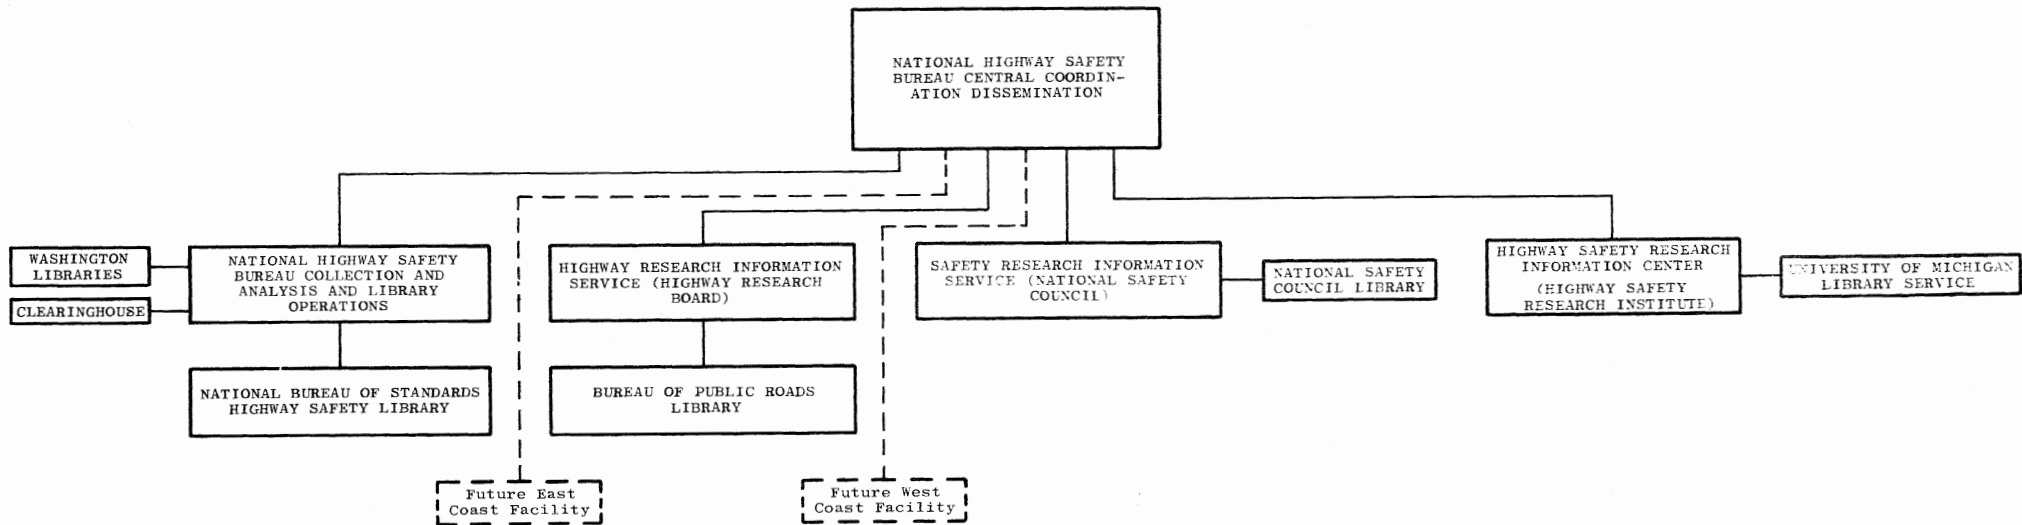 NATIONAL HIGHWAY SAFETY
BUREAU CENTRAL COORDIN-
ATION DISSEMINATION
WASHINGTON
LIBRARIES
CLEARINGHOUSE
NATIONAL HIGHWAY SAFETY
BUREAU COLLECTION AND
ANALYSIS AND LIBRARY
OPERATIONS
HIGHWAY RESEARCH INFORMATION
SERVICE (HIGHWAY RESEARCH
BOARD)
SAFETY RESEARCH INFORMATION
SERVICE (NATIONAL SAFETY
COUNCIL)
NATIONAL SAFETY
COUNCIL LIBRARY
HIGHWAY SAFETY RESEARCH
INFORMATION CENTER
(HIGHWAY SAFETY
RESEARCH INSTITUTE)
UNIVERSITY OF MICHIGAN
LIBRARY SERVICE
NATIONAL BUREAU OF STANDARDS
HIGHWAY SAFETY LIBRARY
BUREAU OF PUBLIC ROADS
LIBRARY
Future East
Coast Facility
Future West
Coast Facility